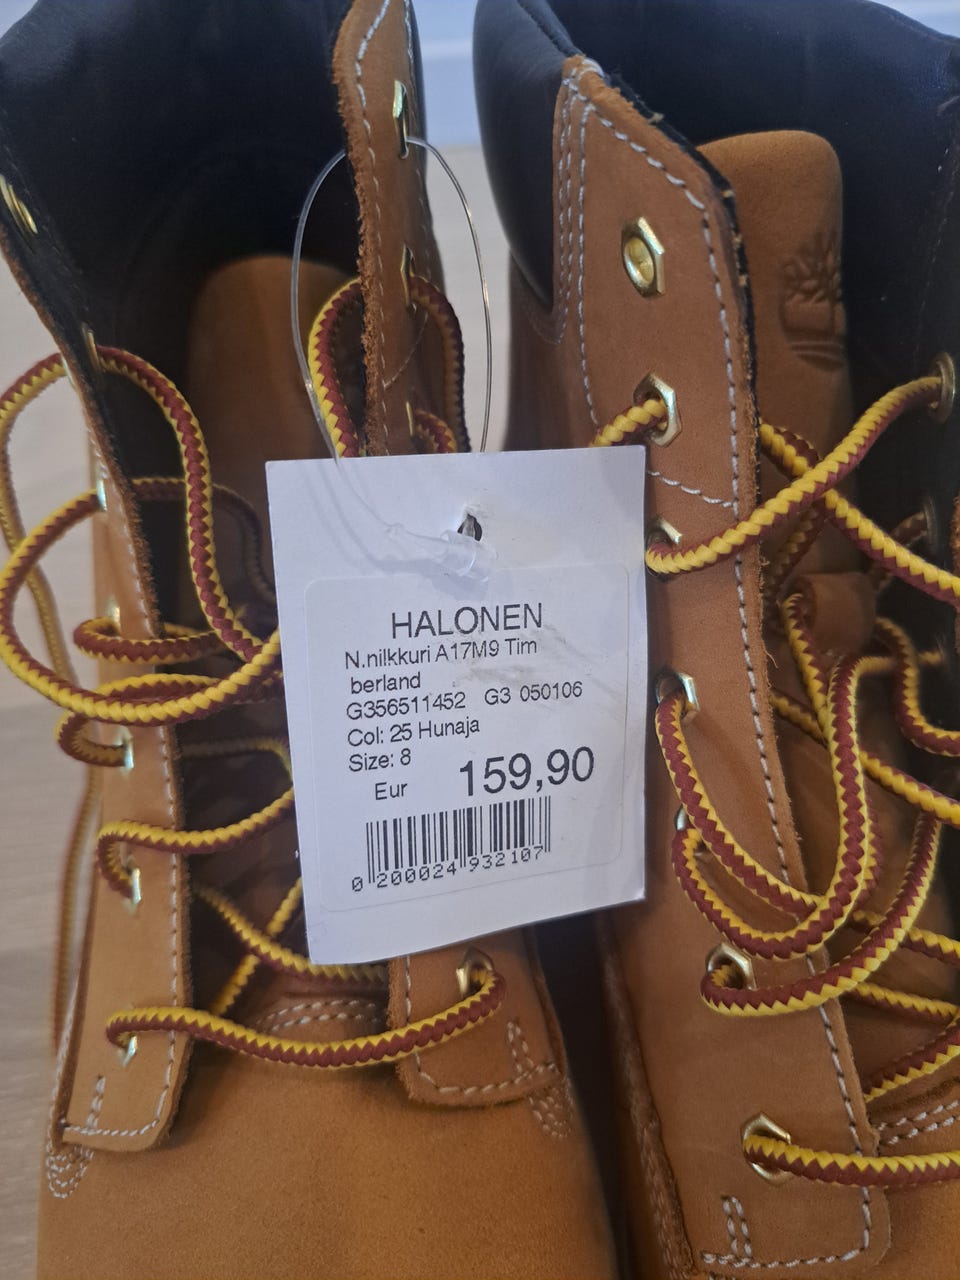 HALONEN
N.nilkkuri A17M9 Tim
berland
G356511452 G3 050106
Col: 25 Hunaja
Size: 8
Eur 159,90
0 200024 932107